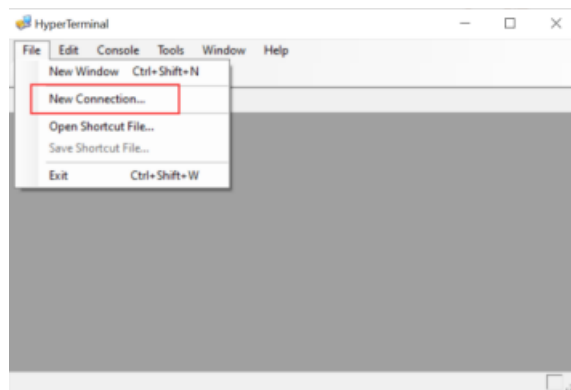 HyperTerminal
File Edit Console Tools Window Help
New Window Ctrl+Shift+N
New Connection...
Open Shortcut File...
Save Shortcut File...
Exit Ctrl+Shift+W